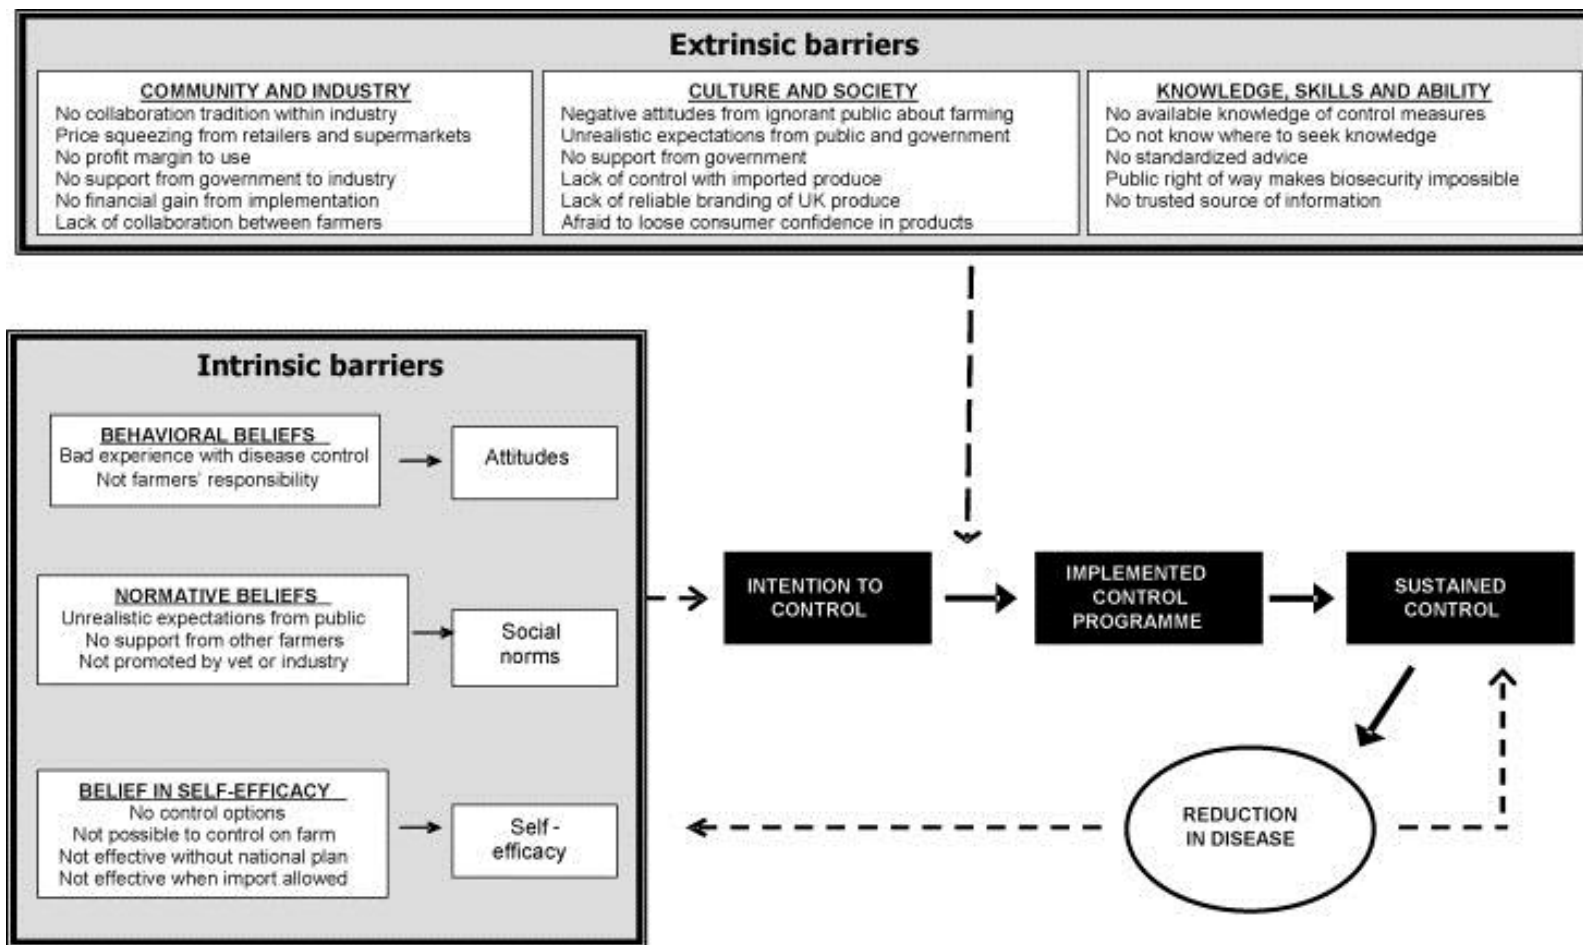 Extrinsic barriers
COMMUNITY AND INDUSTRY
No collaboration tradition within industry
Price squeezing from retailers and supermarkets
No profit margin to use
No support from government to industry
No financial gain from implementation
Lack of collaboration between farmers
CULTURE AND SOCIETY
Negative attitudes from ignorant public about farming
Unrealistic expectations from public and government
No support from government
Lack of control with imported produce
Lack of reliable branding of UK produce
Afraid to loose consumer confidence in products
KNOWLEDGE, SKILLS AND ABILITY
No available knowledge of control measures
Do not know where to seek knowledge
No standardized advice
Public right of way makes biosecurity impossible
No trusted source of information
Intrinsic barriers
BEHAVIORAL BELIEFS
Bad experience with disease control
Not farmers' responsibility
Attitudes
NORMATIVE BELIEFS
Unrealistic expectations from public
No support from other farmers
Not promoted by vet or industry
Social
norms
BELIEF IN SELF-EFFICACY
No control options
Not possible to control on farm
Not effective without national plan
Not effective when import allowed
Self -
efficacy
INTENTION TO
CONTROL
IMPLEMENTED
CONTROL
PROGRAMME
SUSTAINED
CONTROL
REDUCTION
IN DISEASE